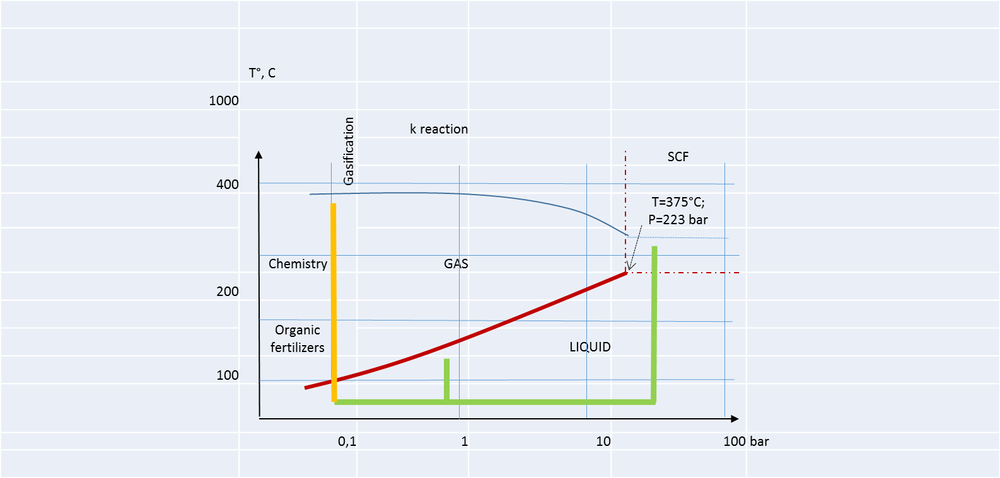 T°, C
1000
Gasification
k reaction
SCF
400
T=375°C;
P=223 bar
Chemistry
GAS
200
Organic
fertilizers
LIQUID
100
0,1
1
10
100 bar